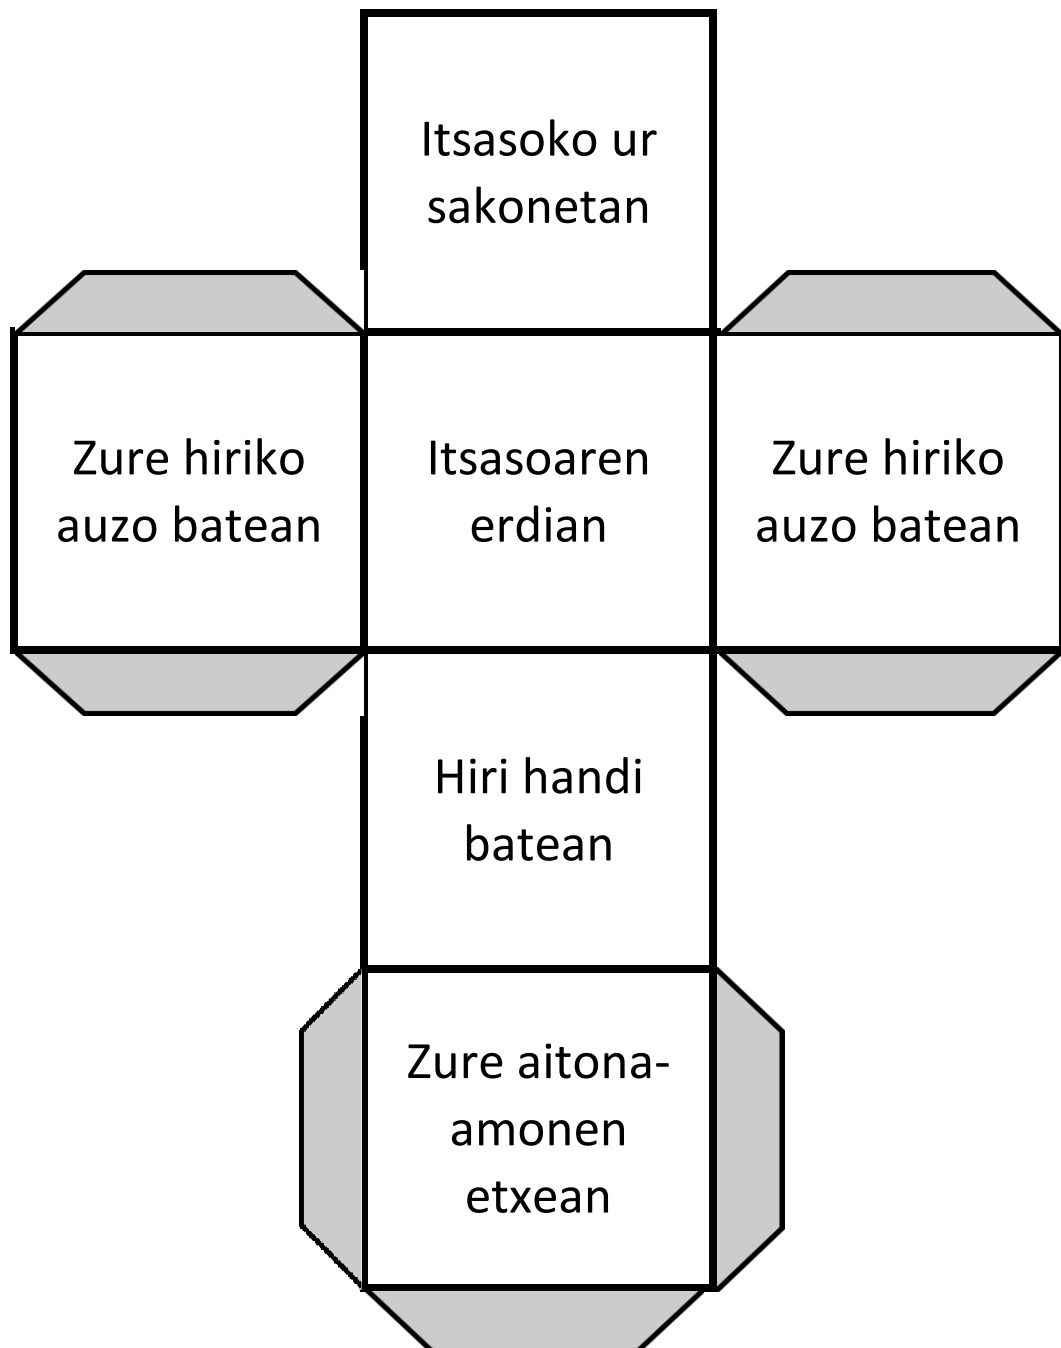 Itsasoko ur
sakonetan
Zure hiriko
auzo batean
Itsasoaren
erdian
Zure hiriko
auzo batean
Hiri handi
batean
Zure aitona-
amonen
etxean